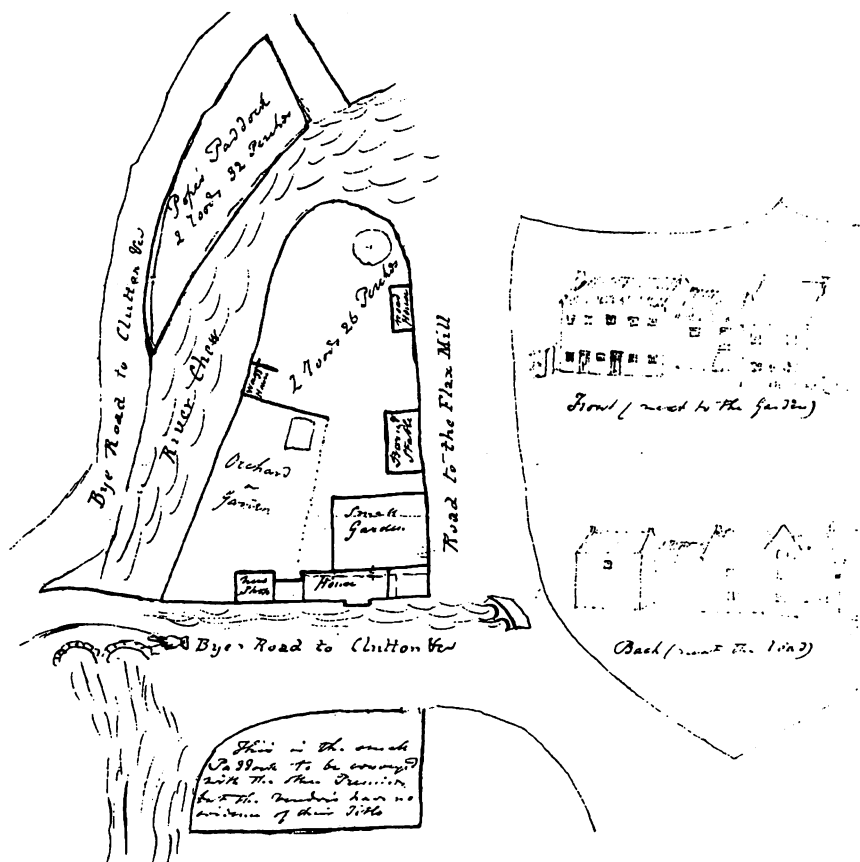 Pope's Paddock
2 Roods 32 Perches
Bye Road to Clutton &c
River Chew
2 Roods 26 Perches
Road to the Flax Mill
Orchard
Garden
Small
Garden
Shop
House
Front (next to the Garden)
Bye Road to Clutton &c
Back (next the
This is the small
Paddock to be conveyed
with the other Premises
but the Vendors have no
evidence of their Title